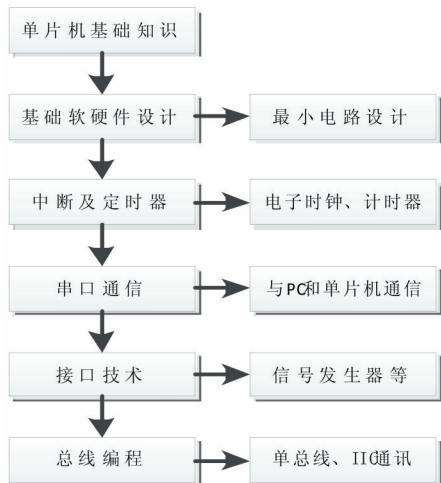 单片机基础知识
基础软硬件设计
最小电路设计
中断及定时器
电子时钟、计时器
串口通信
与PC和单片机通信
接口技术
信号发生器等
总线编程
单总线、IIC通讯